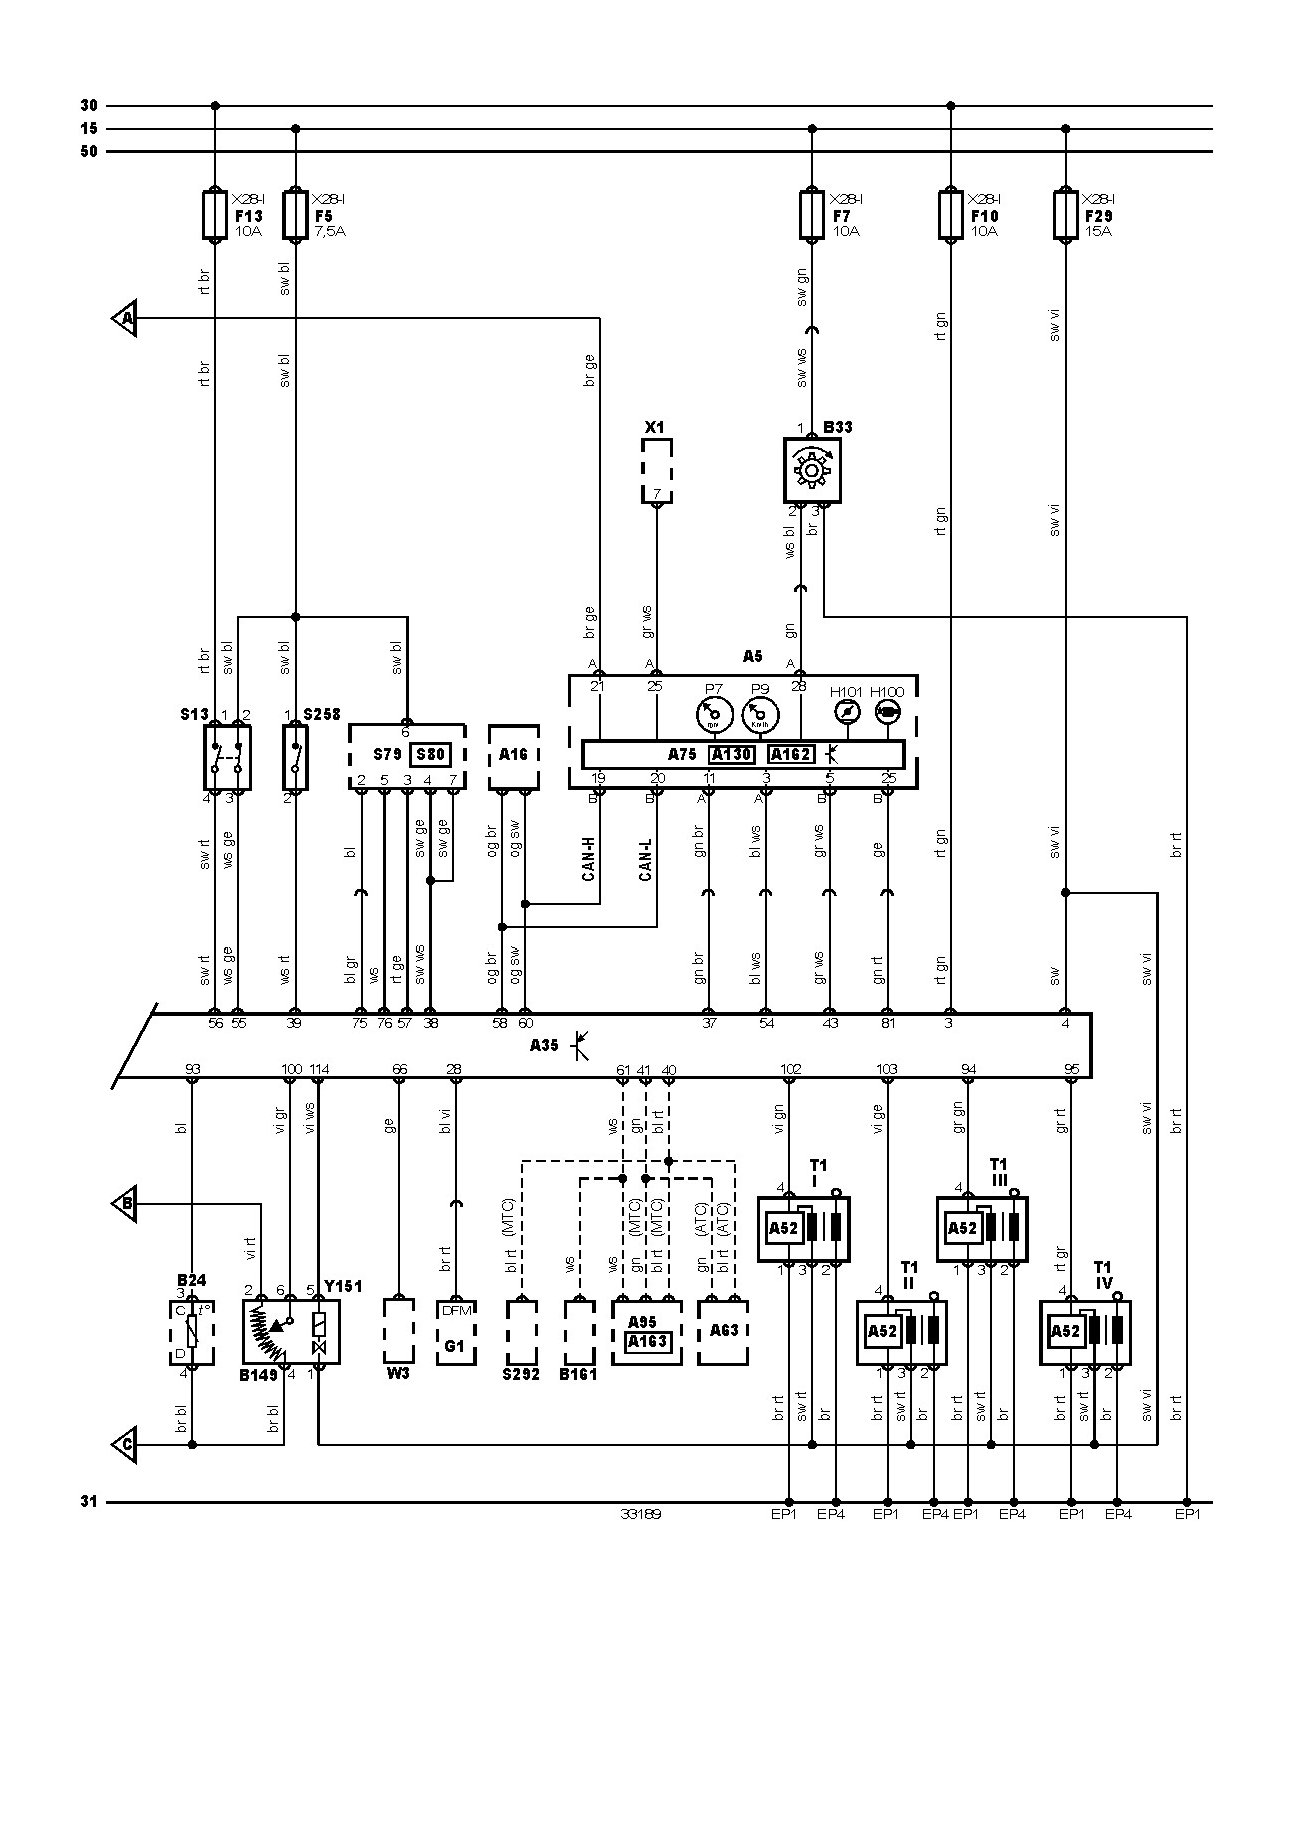 30
15
50
X28-I
F13
10A
X28-I
F5
7,5A
X28-I
F7
10A
X28-I
F10
10A
X28-I
F29
15A
rt br
sw bl
sw gn
A
rt gn
sw vi
rt br
sw bl
br ge
sw ws
X1
1
B33
7
2
3
ws bl
br
rt gn
sw vi
rt br
sw bl
sw bl
sw bl
br ge
gr ws
gn
A
A
A5
A
21
25
P7
P9
28
H101
H100
rpm
Km/h
S13
1
2
1
S258
6
S79
S80
A16
A75
A130
A162
2
5
3
4
7
19
20
11
3
5
25
4
3
2
B
B
A
A
B
B
sw rt
ws ge
bl
sw ge
sw ge
og br
og sw
CAN-H
CAN-L
gn br
bl ws
gr ws
ge
rt gn
sw vi
br rt
sw rt
ws ge
ws rt
bl gr
ws
rt ge
sw ws
og br
og sw
gn br
bl ws
gr ws
gn rt
rt gn
sw
sw vi
56
55
39
75
76
57
38
58
60
37
54
43
81
3
4
A35
93
100
114
66
28
61
41
40
102
103
94
95
bl
vi gr
vi ws
ge
bl vi
ws
gn
bl rt
vi gn
vi ge
gr gn
gr rt
sw vi
br rt
T1
I
T1
III
4
4
B
A52
A52
vi rt
br rt
bl rt (MTC)
ws
ws
gn (MTC)
bl rt (MTC)
gn (ATC)
bl rt (ATC)
1
3
2
1
3
2
rt gr
B24
3
2
6
5
Y151
T1
II
T1
IV
4
4
C
t°
D
DFM
G1
A95
A163
A63
A52
A52
4
B149
4
1
W3
S292
B161
1
3
2
1
3
2
br bl
br bl
br rt
sw rt
br
br rt
sw rt
br
br rt
sw rt
br
br rt
sw rt
br
sw vi
br rt
C
31
33189
EP1
EP4
EP1
EP4
EP1
EP4
EP1
EP4
EP1